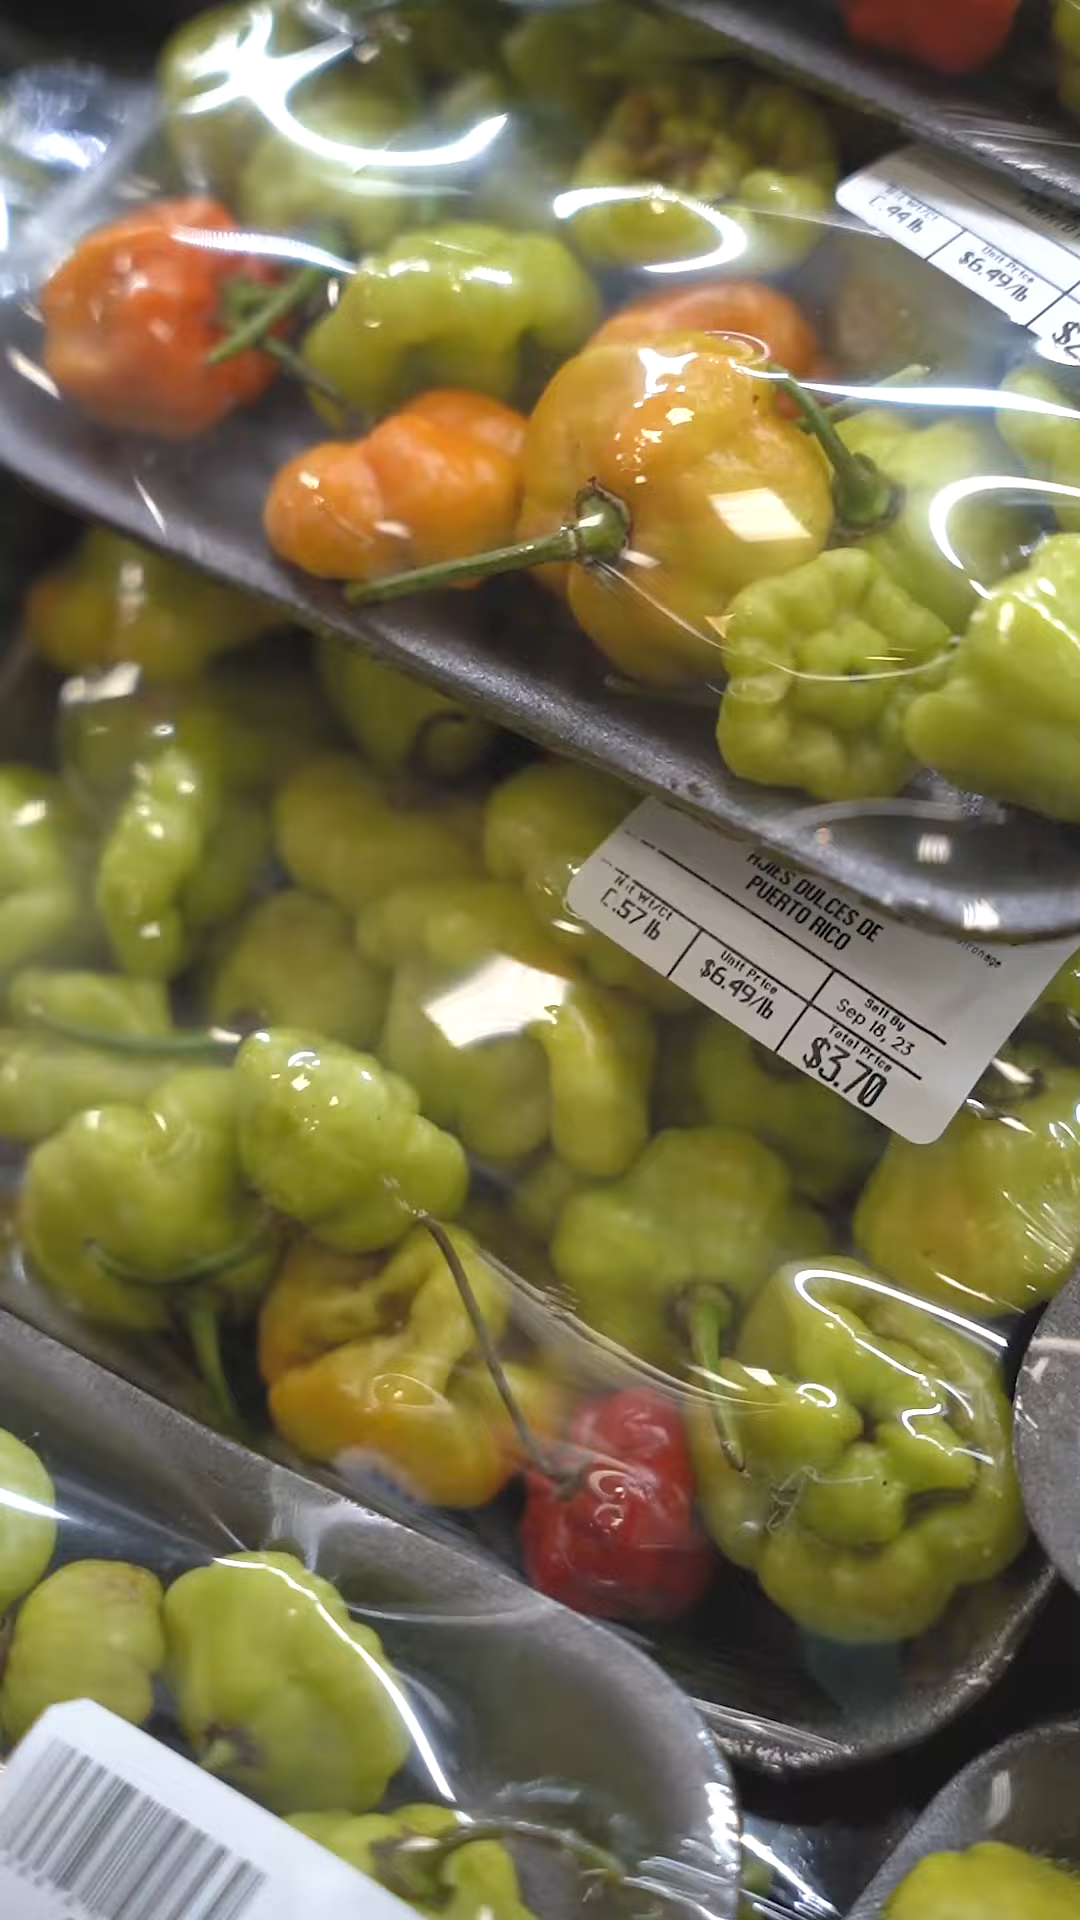 Net Wt/Ct
0.44 lb
Unit Price
$6.49/lb
AJIES DULCES DE
PUERTO RICO
Net Wt/Ct
0.57 lb
Unit Price
$6.49/lb
Sell By
Sep 18, 23
Total Price
$3.70